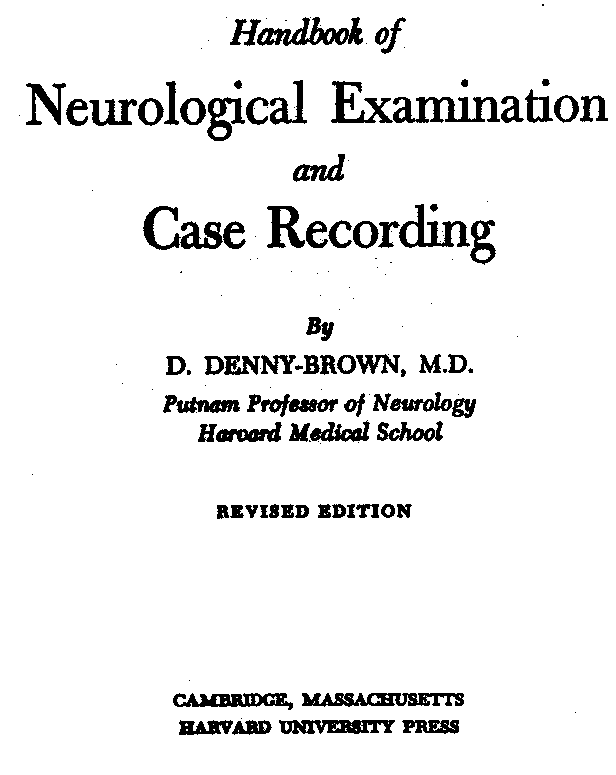 Handbook of
Neurological Examination
and
Case Recording
By
D. DENNY-BROWN, M.D.
Putnam Professor of Neurology
Harvard Medical School
REVISED EDITION
CAMBRIDGE, MASSACHUSETTS
HARVARD UNIVERSITY PRESS